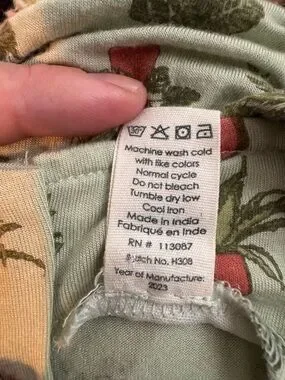 Machine wash cold
with like colors
Normal cycle
Do not bleach
Tumble dry low
Cool Iron
Made in India
Fabriqué en Inde
RN # 113087
Batch No. H308
Year of Manufacture:
2023